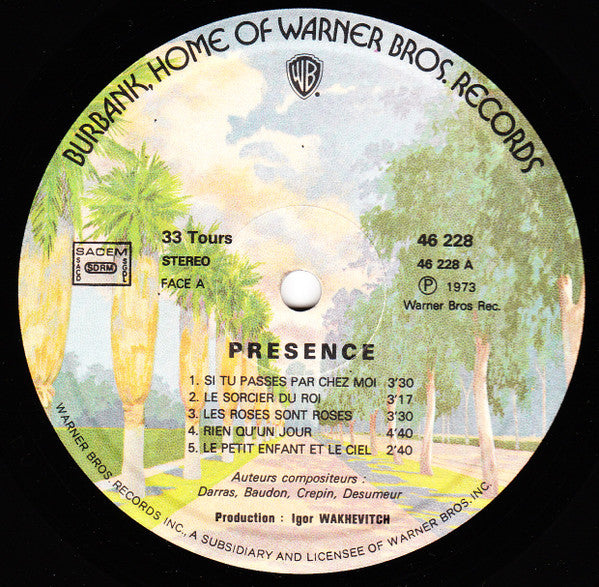 BURBANK, HOME OF WARNER BROS. RECORDS
WB
33 Tours
STEREO
FACE A
SACEM
SACD
SDRM
SGDL
46 228
46 228 A
Ⓟ 1973
Warner Bros Rec.
PRESENCE
1. SI TU PASSES PAR CHEZ MOI 3'30
2. LE SORCIER DU ROI 3'17
3. LES ROSES SONT ROSES 3'30
4. RIEN QU'UN JOUR 4'40
5. LE PETIT ENFANT ET LE CIEL 2'40
Auteurs compositeurs :
Darras, Baudon, Crepin, Desumeur
Production : Igor WAKHEVITCH
WARNER BROS. RECORDS INC., A SUBSIDIARY AND LICENSEE OF WARNER BROS. INC.